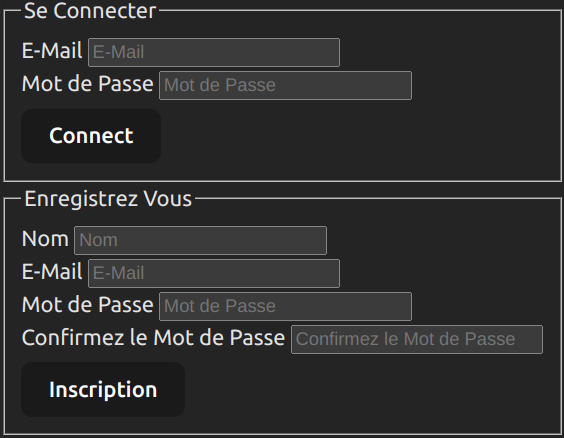 Se Connecter
E-Mail E-Mail
Mot de Passe Mot de Passe
Connect
Enregistrez Vous
Nom Nom
E-Mail E-Mail
Mot de Passe Mot de Passe
Confirmez le Mot de Passe Confirmez le Mot de Passe
Inscription